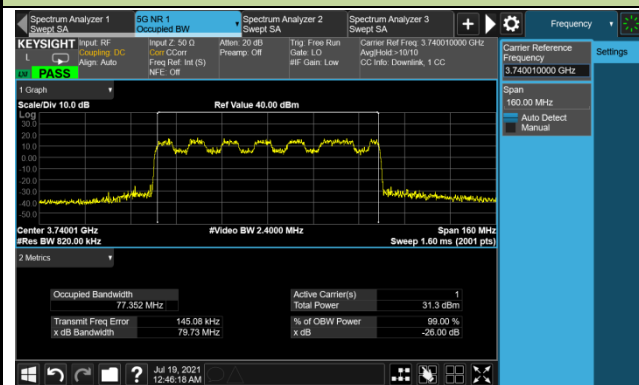 Spectrum Analyzer 1
Swept SA
5G NR 1
Occupied BW
Spectrum Analyzer 2
Swept SA
Spectrum Analyzer 3
Swept SA
Frequency
KEYSIGHT
L
LM PASS
Input: RF
Coupling: DC
Align: Auto
Input Z: 50 Ω
Corr CCorr
Freq Ref: Int (S)
NFE: Off
Atten: 20 dB
Preamp: Off
Trig: Free Run
Gate: LO
#IF Gain: Low
Carrier Ref Freq: 3.740010000 GHz
Avg|Hold:>10/10
CC Info: Downlink, 1 CC
Carrier Reference
Frequency
3.740010000 GHz
Settings
Span
160.00 MHz
Auto Detect
Manual
1 Graph
Scale/Div 10.0 dB
Ref Value 40.00 dBm
Log
30.0
20.0
10.0
0.00
-10.0
-20.0
-30.0
-40.0
-50.0
Center 3.74001 GHz
#Video BW 2.4000 MHz
Span 160 MHz
#Res BW 820.00 kHz
Sweep 1.60 ms (2001 pts)
2 Metrics
Occupied Bandwidth
77.352 MHz
Active Carrier(s) 1
Total Power 31.3 dBm
Transmit Freq Error 145.08 kHz
x dB Bandwidth 79.73 MHz
% of OBW Power 99.00 %
x dB -26.00 dB
?
Jul 19, 2021
12:46:18 AM